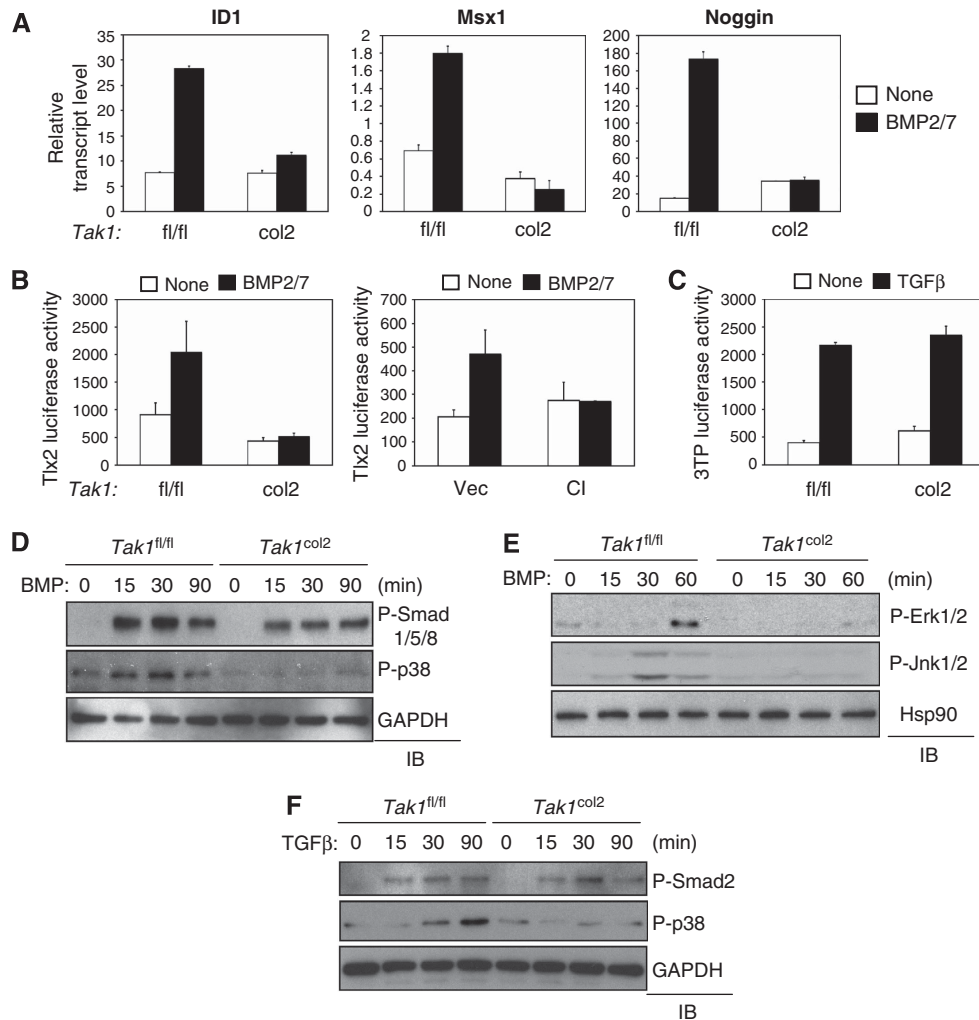 A
ID1
Msx1
Noggin
Relative transcript level
35
30
25
20
15
10
5
0
2
1.8
1.6
1.4
1.2
1
0.8
0.6
0.4
0.2
0
200
180
160
140
120
100
80
60
40
20
0
None
BMP2/7
Tak1: fl/fl col2
fl/fl col2
fl/fl col2
B
None BMP2/7
Tlx2 luciferase activity
3000
2500
2000
1500
1000
500
0
Tak1: fl/fl col2
None BMP2/7
Tlx2 luciferase activity
700
600
500
400
300
200
100
0
Vec CI
C
None TGFβ
3TP luciferase activity
3000
2500
2000
1500
1000
500
0
fl/fl col2
D
Tak1fl/fl Tak1col2
BMP: 0 15 30 90 0 15 30 90 (min)
P-Smad
1/5/8
P-p38
GAPDH
IB
E
Tak1fl/fl Tak1col2
BMP: 0 15 30 60 0 15 30 60 (min)
P-Erk1/2
P-Jnk1/2
Hsp90
IB
F
Tak1fl/fl Tak1col2
TGFβ: 0 15 30 90 0 15 30 90 (min)
P-Smad2
P-p38
GAPDH
IB